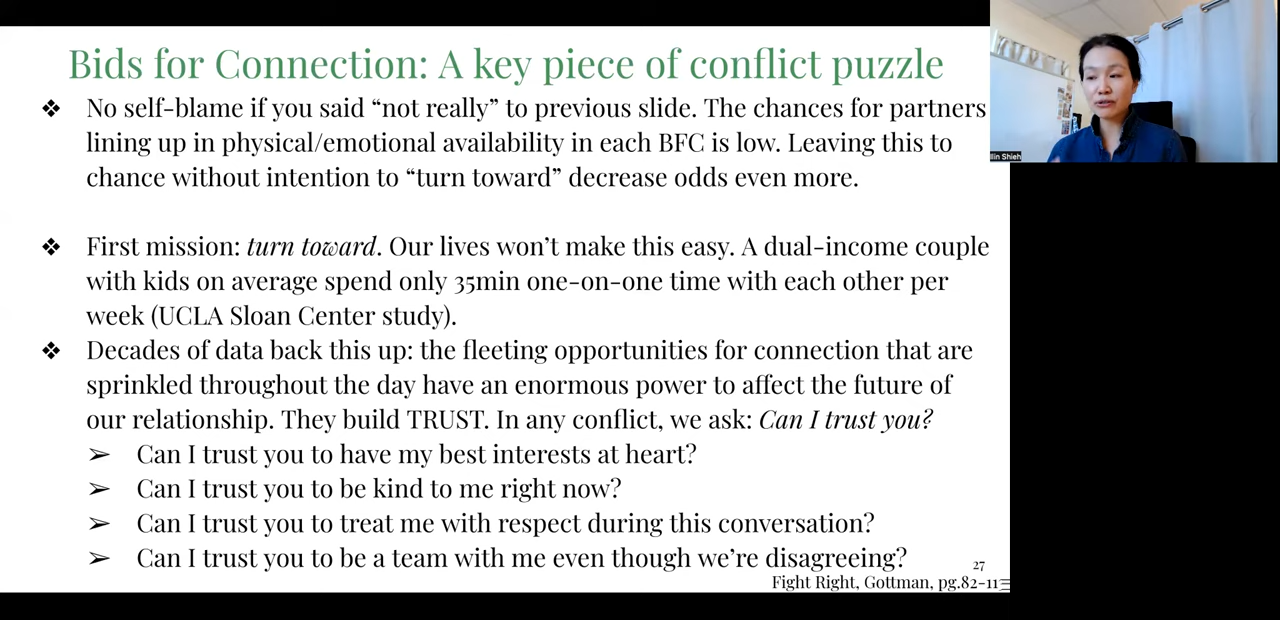 Bids for Connection: A key piece of conflict puzzle
❖ No self-blame if you said “not really” to previous slide. The chances for partners
lining up in physical/emotional availability in each BFC is low. Leaving this to
chance without intention to “turn toward” decrease odds even more.
❖ First mission: turn toward. Our lives won’t make this easy. A dual-income couple
with kids on average spend only 35min one-on-one time with each other per
week (UCLA Sloan Center study).
❖ Decades of data back this up: the fleeting opportunities for connection that are
sprinkled throughout the day have an enormous power to affect the future of
our relationship. They build TRUST. In any conflict, we ask: Can I trust you?
➢ Can I trust you to have my best interests at heart?
➢ Can I trust you to be kind to me right now?
➢ Can I trust you to treat me with respect during this conversation?
➢ Can I trust you to be a team with me even though we’re disagreeing?
27
Fight Right, Gottman, pg.82-11
Shieh